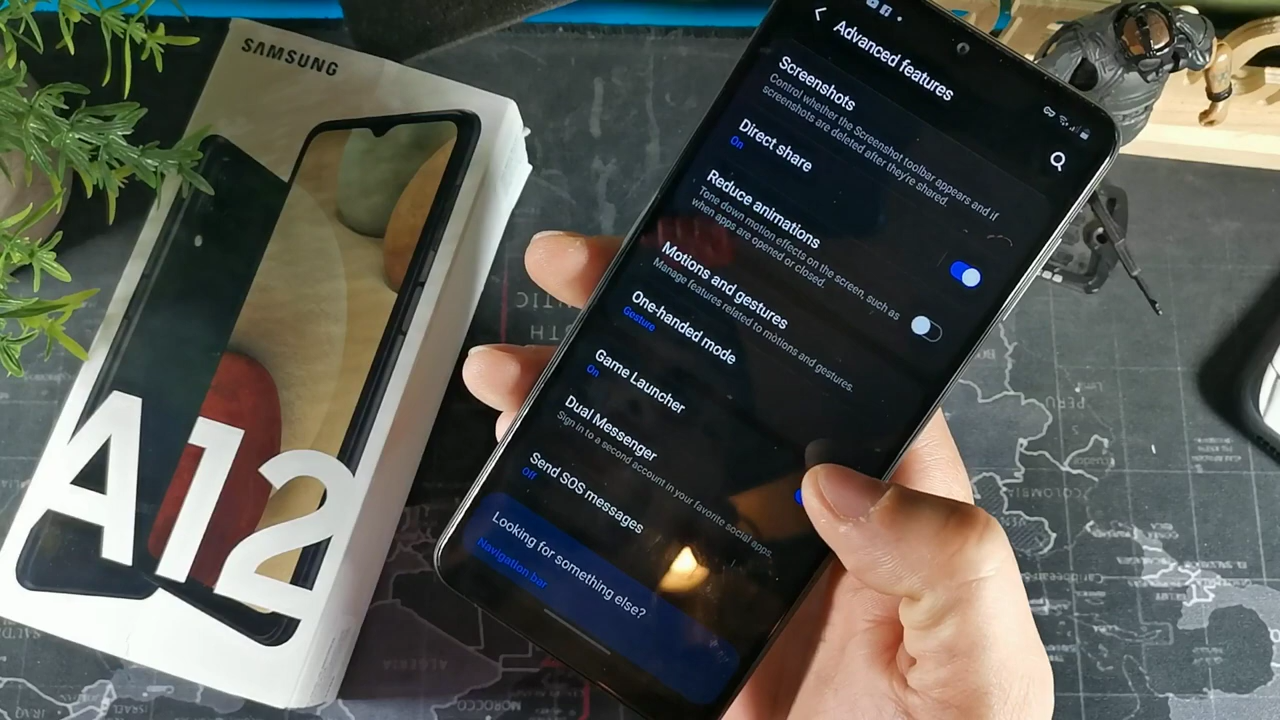 SAMSUNG
A12
Advanced features
Screenshots
Control whether the Screenshot toolbar appears and if
screenshots are deleted after they're shared.
Direct share
On
Reduce animations
Tone down motion effects on the screen, such as
when apps are opened or closed.
Motions and gestures
Manage features related to motions and gestures.
One-handed mode
Gesture
Game Launcher
On
Dual Messenger
Sign in to a second account in your favorite social apps.
Send SOS messages
Off
Looking for something else?
Navigation bar
PERU
COLOMBIA
ALGERIA
MOROCCO